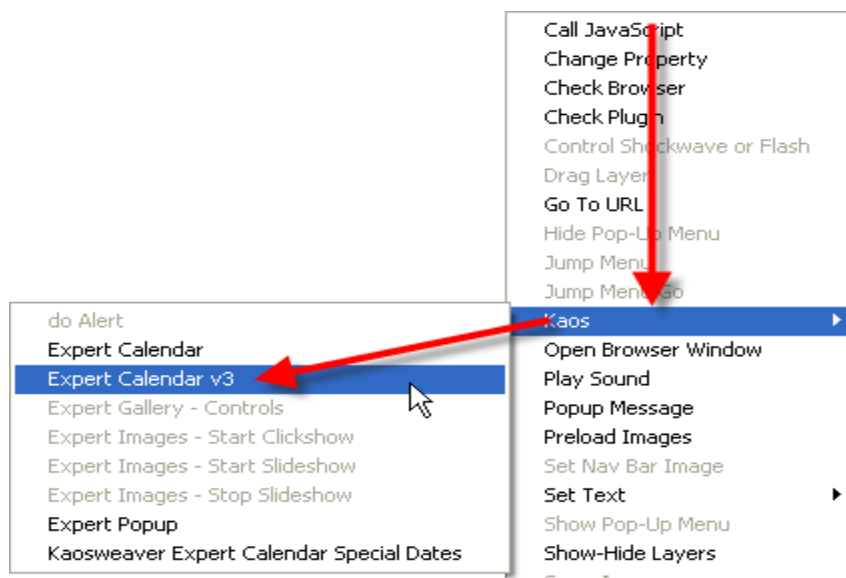 Call JavaScript
Change Property
Check Browser
Check Plugin
Control Shockwave or Flash
Drag Layer
Go To URL
Hide Pop-Up Menu
Jump Menu
Jump Menu Go
Kaos
Open Browser Window
Play Sound
Popup Message
Preload Images
Set Nav Bar Image
Set Text
Show Pop-Up Menu
Show-Hide Layers
do Alert
Expert Calendar
Expert Calendar v3
Expert Gallery - Controls
Expert Images - Start Clickshow
Expert Images - Start Slideshow
Expert Images - Stop Slideshow
Expert Popup
Kaosweaver Expert Calendar Special Dates